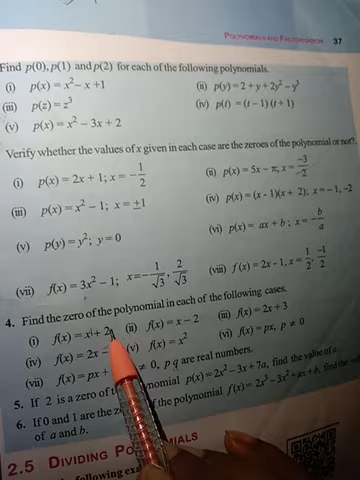 POLYNOMIALS AND FACTORISATION 37
Find p(0), p(1) and p(2) for each of the following polynomials.
(i) p(x) = x² – x +1 (ii) p(y) = 2 + y + 2y² – y³
(iii) p(z) = z³ (iv) p(t) = (t – 1) (t + 1)
(v) p(x) = x² – 3x + 2
Verify whether the values of x given in each case are the zeroes of the polynomial or not?
(i) p(x) = 2x + 1; x = –1/2 (ii) p(x) = 5x – π; x = –3/2
(iii) p(x) = x² – 1; x = ±1 (iv) p(x) = (x - 1)(x + 2); x = – 1, –2
(v) p(y) = y²; y = 0 (vi) p(x) = ax + b ; x = –b/a
(vii) f(x) = 3x² – 1; x = –1/√3, 2/√3 (viii) f(x) = 2x - 1, x = 1/2, –1/2
4. Find the zero of the polynomial in each of the following cases.
(i) f(x) = x + 2 (ii) f(x) = x – 2 (iii) f(x) = 2x + 3
(iv) f(x) = 2x – (v) f(x) = x² (vi) f(x) = px, p ≠ 0
(vii) f(x) = px + ≠ 0, p q are real numbers.
5. If 2 is a zero of the polynomial p(x) = 2x² – 3x + 7a, find the value of a.
6. If 0 and 1 are the zeroes of the polynomial f(x) = 2x³ – 3x² + ax + b, find the
of a and b.
2.5 DIVIDING POLYNOMIALS
following